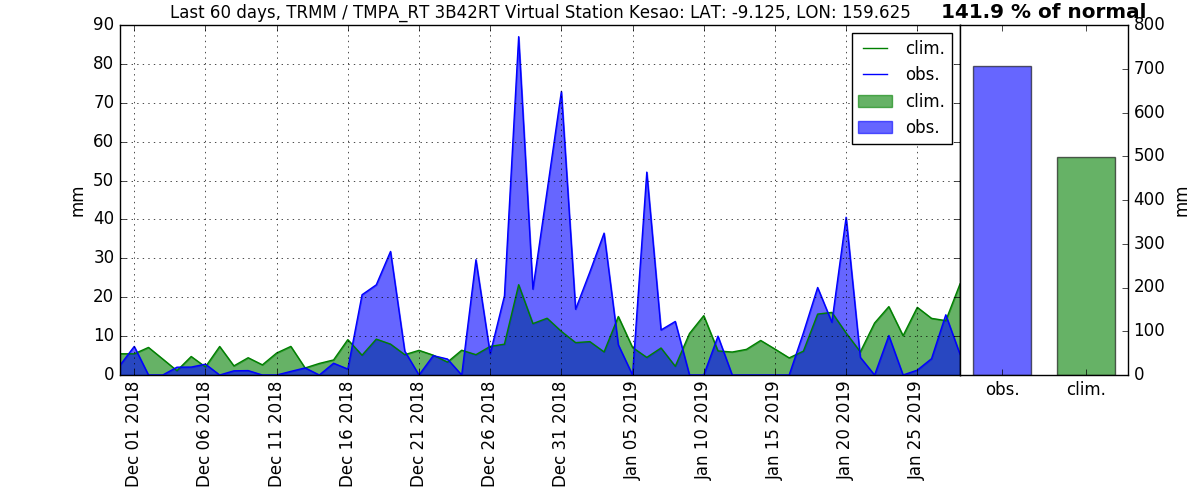 Last 60 days, TRMM / TMPA_RT 3B42RT Virtual Station Kesao: LAT: -9.125, LON: 159.625
141.9 % of normal
90
80
70
60
50
40
30
20
10
0
mm
clim.
obs.
clim.
obs.
800
700
600
500
400
300
200
100
0
mm
obs.
clim.
Dec 01 2018
Dec 06 2018
Dec 11 2018
Dec 16 2018
Dec 21 2018
Dec 26 2018
Dec 31 2018
Jan 05 2019
Jan 10 2019
Jan 15 2019
Jan 20 2019
Jan 25 2019